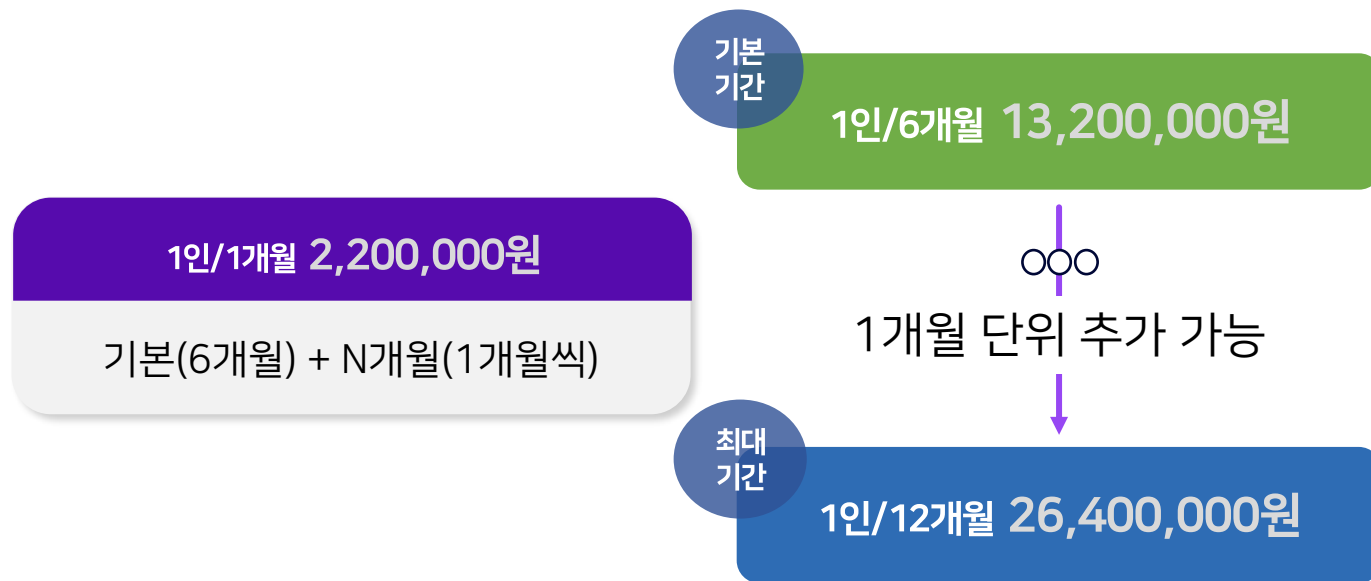 1인/1개월 2,200,000원
기본(6개월) + N개월(1개월씩)
기본
기간
1인/6개월 13,200,000원
1개월 단위 추가 가능
최대
기간
1인/12개월 26,400,000원